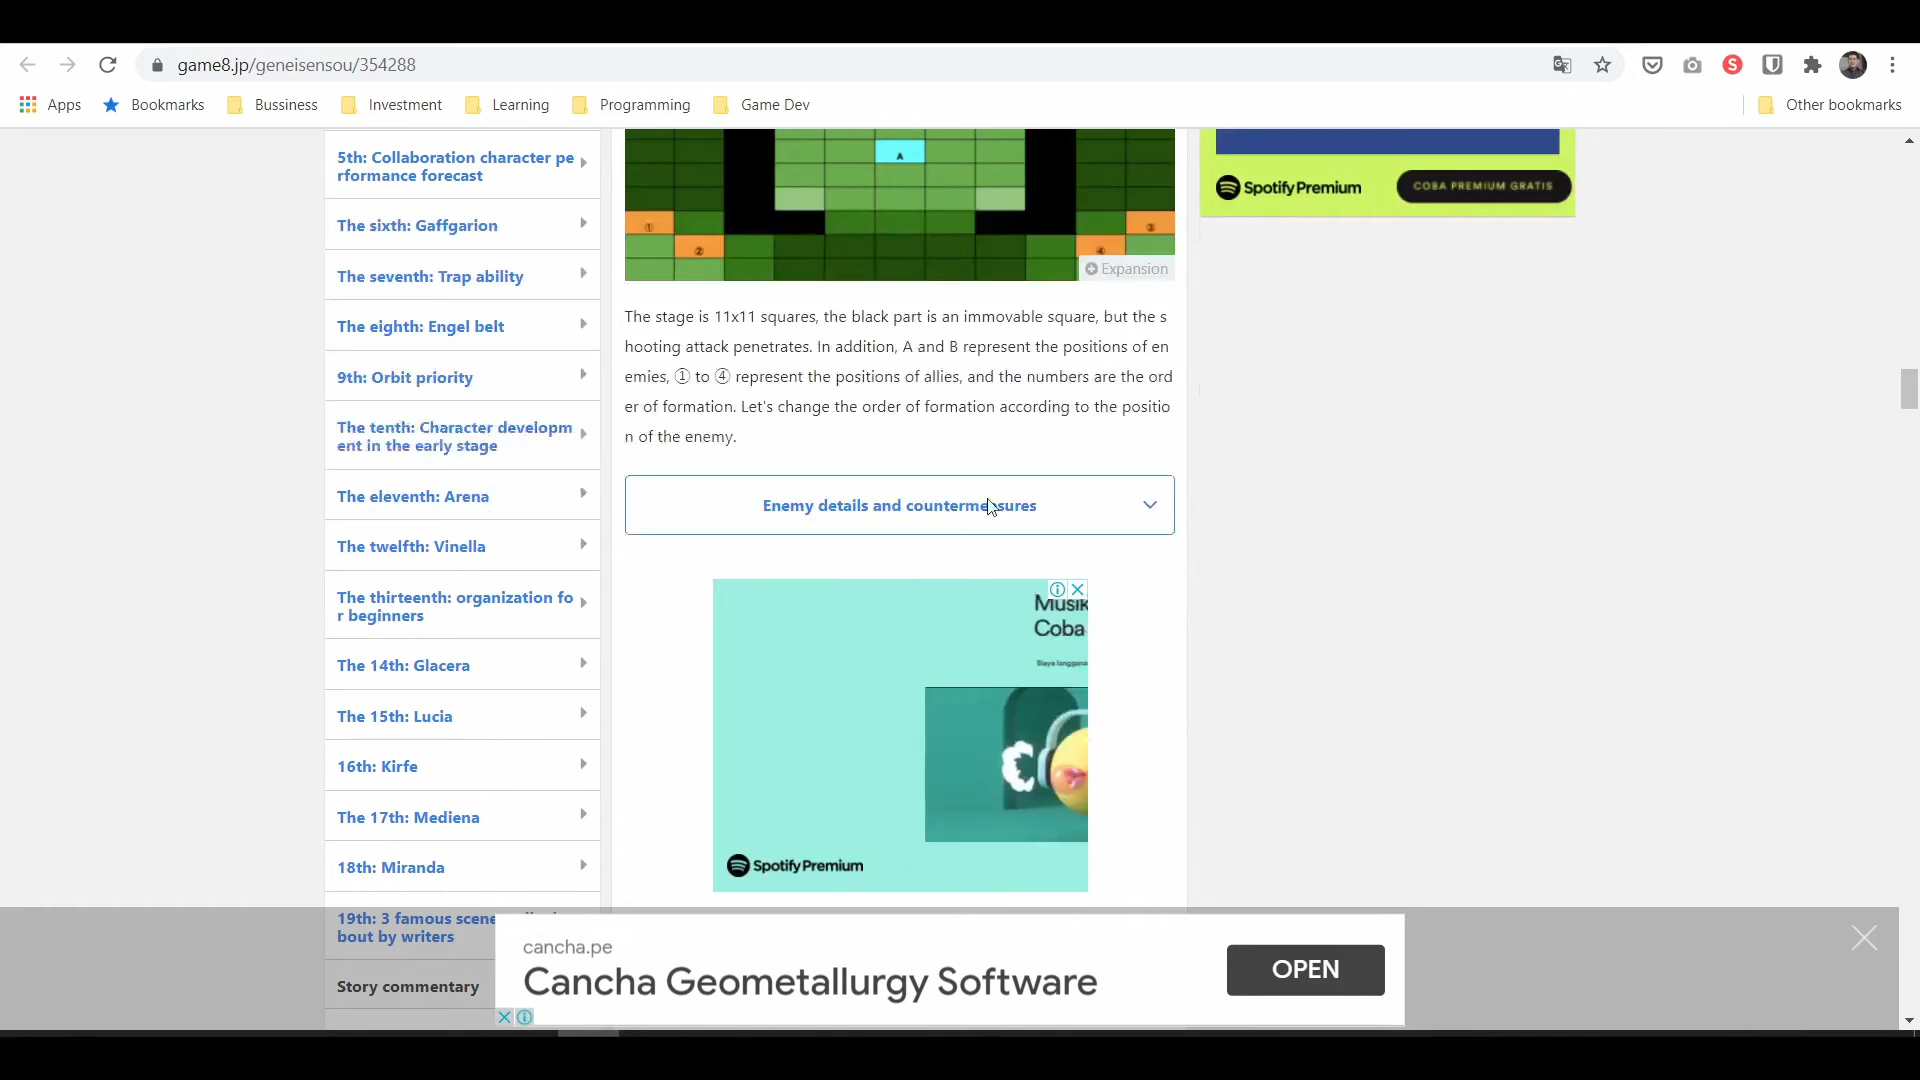 game8.jp/geneisensou/354288
Apps
Bookmarks
Bussiness
Investment
Learning
Programming
Game Dev
Other bookmarks
5th: Collaboration character pe
rformance forecast
The sixth: Gaffgarion
The seventh: Trap ability
The eighth: Engel belt
9th: Orbit priority
The tenth: Character developm
ent in the early stage
The eleventh: Arena
The twelfth: Vinella
The thirteenth: organization fo
r beginners
The 14th: Glacera
The 15th: Lucia
16th: Kirfe
The 17th: Mediena
18th: Miranda
19th: 3 famous scene
bout by writers
Story commentary
A
①
②
③
④
Expansion
The stage is 11x11 squares, the black part is an immovable square, but the s
hooting attack penetrates. In addition, A and B represent the positions of en
emies, ① to ④ represent the positions of allies, and the numbers are the ord
er of formation. Let's change the order of formation according to the positio
n of the enemy.
Enemy details and countermeasures
Musik
Coba
Spotify Premium
Spotify Premium
COBA PREMIUM GRATIS
cancha.pe
Cancha Geometallurgy Software
OPEN